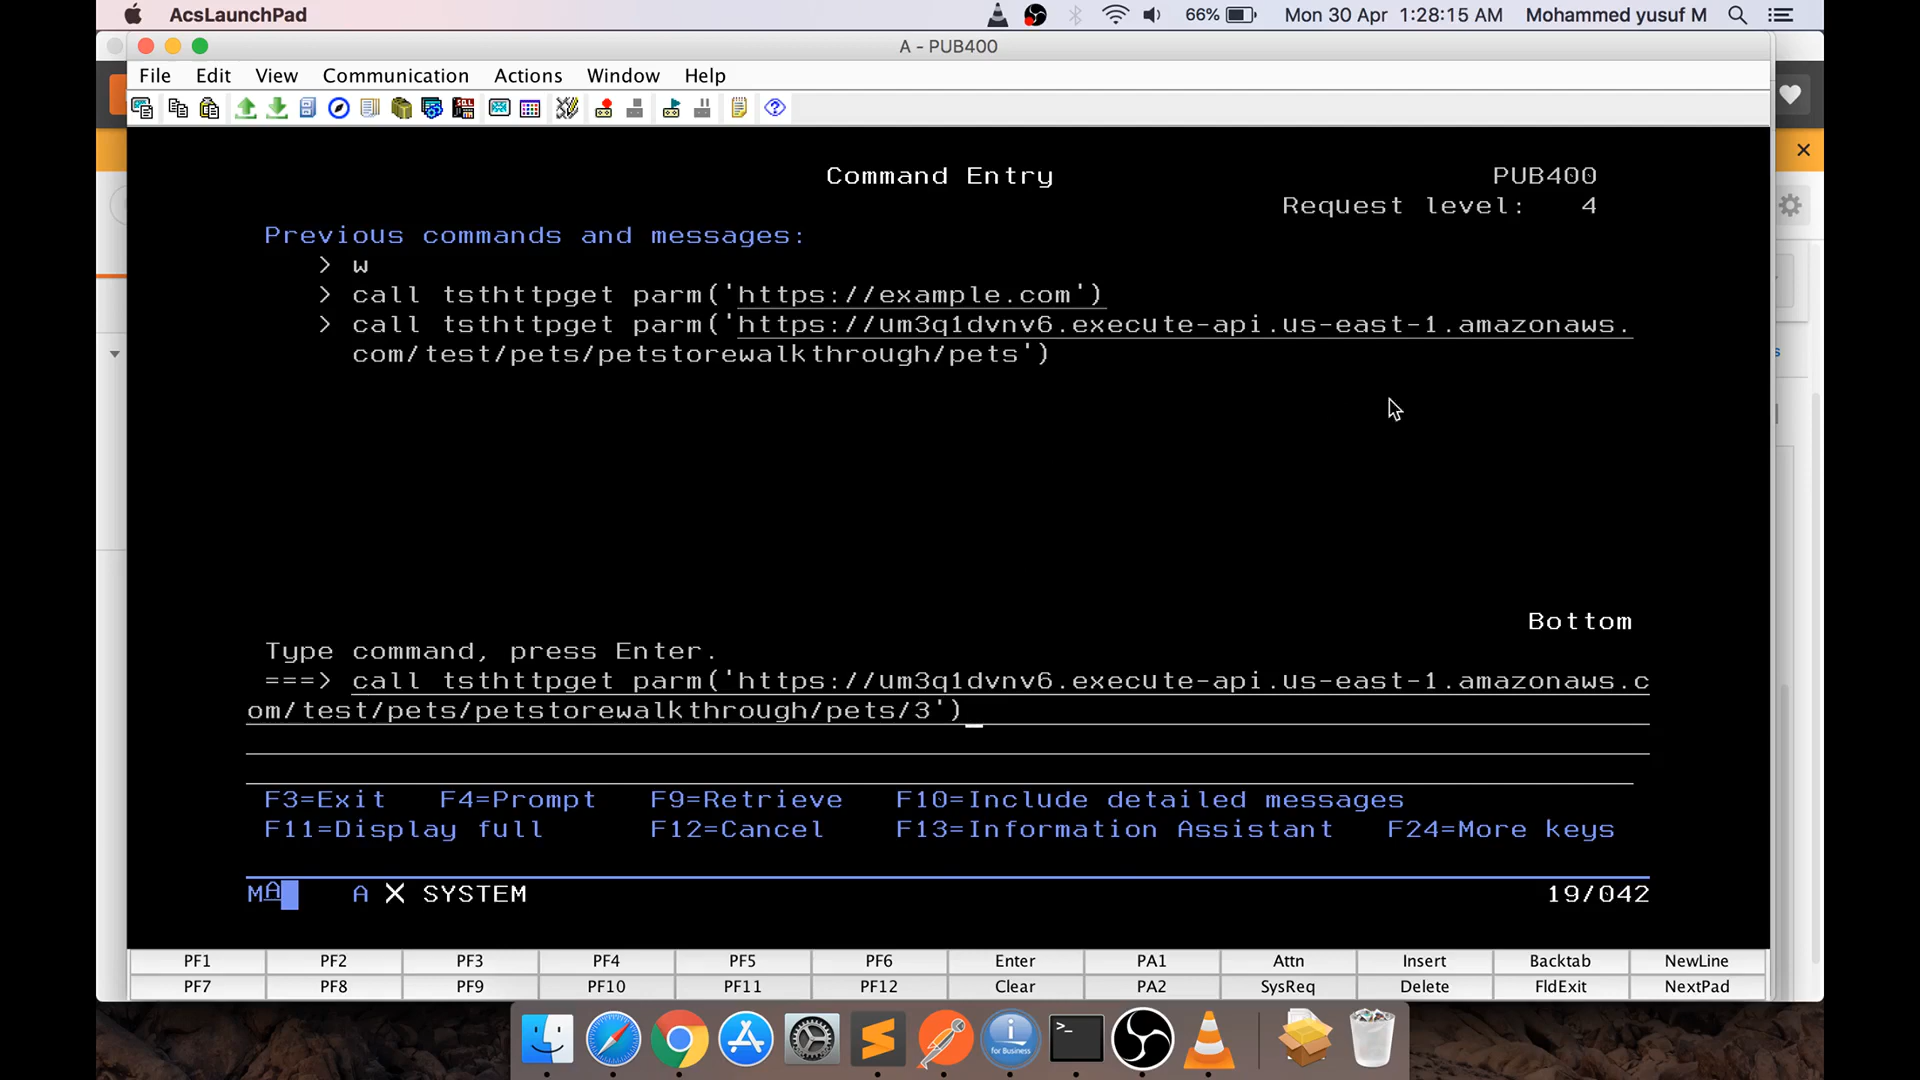 AcsLaunchPad
66%
Mon 30 Apr 1:28:15 AM
Mohammed yusuf M
A - PUB400
File Edit View Communication Actions Window Help
Command Entry PUB400
Request level: 4
Previous commands and messages:
> w
> call tsthttpget parm('https://example.com')
> call tsthttpget parm('https://um3q1dvnv6.execute-api.us-east-1.amazonaws.
com/test/pets/petstorewalkthrough/pets')
Bottom
Type command, press Enter.
===> call tsthttpget parm('https://um3q1dvnv6.execute-api.us-east-1.amazonaws.c
om/test/pets/petstorewalkthrough/pets/3')
F3=Exit F4=Prompt F9=Retrieve F10=Include detailed messages
F11=Display full F12=Cancel F13=Information Assistant F24=More keys
MA A X SYSTEM 19/042
PF1 PF2 PF3 PF4 PF5 PF6 Enter PA1 Attn Insert Backtab NewLine
PF7 PF8 PF9 PF10 PF11 PF12 Clear PA2 SysReq Delete FldExit NextPad
i
for Business
>_